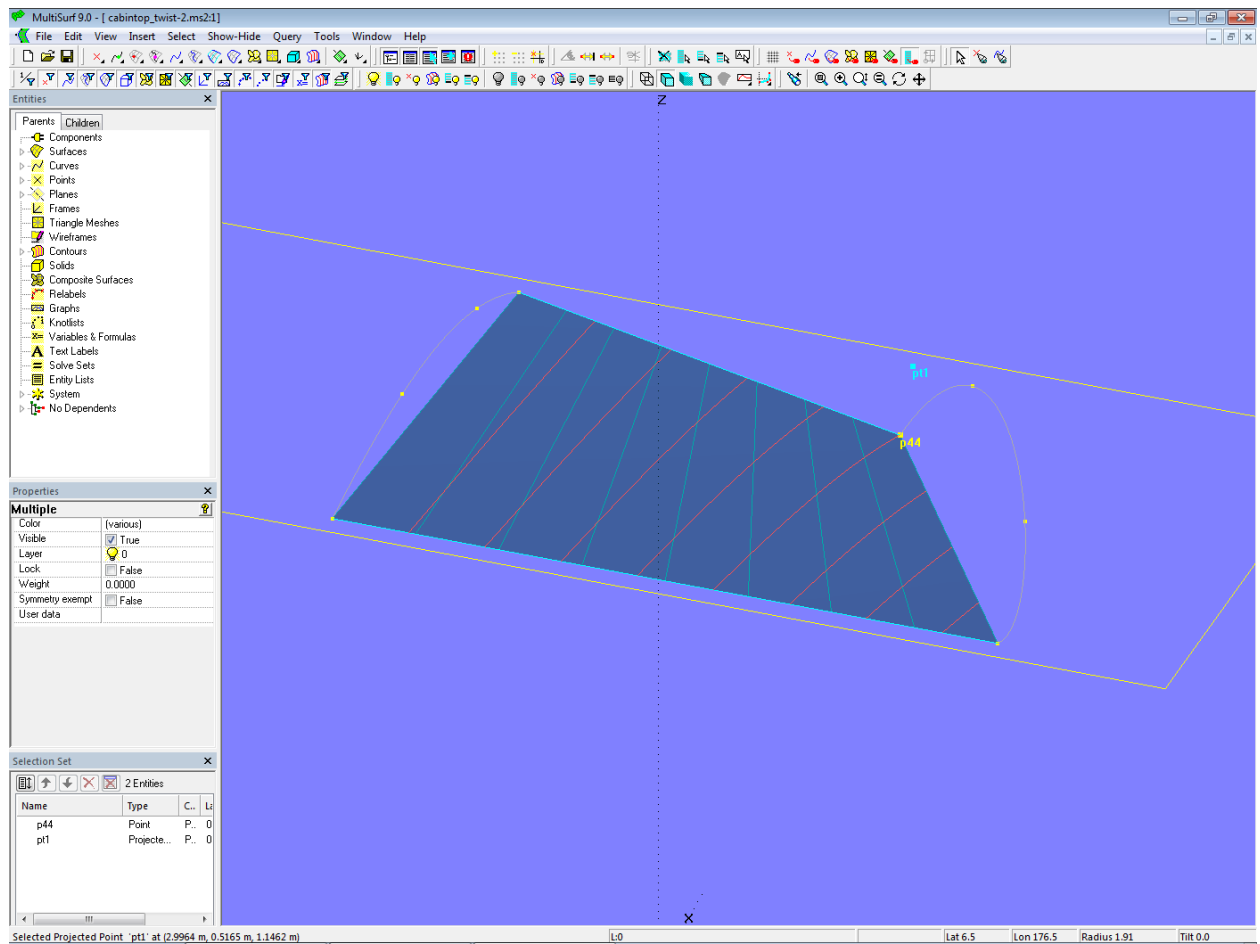 MultiSurf 9.0 - [ cabintop_twist-2.ms2:1]
File Edit View Insert Select Show-Hide Query Tools Window Help
Entities
Parents Children
Components
Surfaces
Curves
Points
Planes
Frames
Triangle Meshes
Wireframes
Contours
Solids
Composite Surfaces
Relabels
Graphs
Knotlists
Variables & Formulas
Text Labels
Solve Sets
Entity Lists
System
No Dependents
Z
pt1
p44
X
Properties
Multiple
Color (various)
Visible True
Layer 0
Lock False
Weight 0.0000
Symmetry exempt False
User data
Selection Set
2 Entities
Name Type C.. La
p44 Point P.. 0
pt1 Projecte... P.. 0
Selected Projected Point 'pt1' at (2.9964 m, 0.5165 m, 1.1462 m) L:0 Lat 6.5 Lon 176.5 Radius 1.91 Tilt 0.0